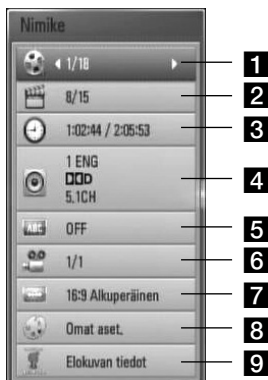 Nimike
1/18
1
8/15
2
1:02:44 / 2:05:53
3
1 ENG
DD D
5.1CH
4
ABC
OFF
5
1/1
6
16:9 Alkuperäinen
7
Omat aset.
8
Elokuvan tiedot
9